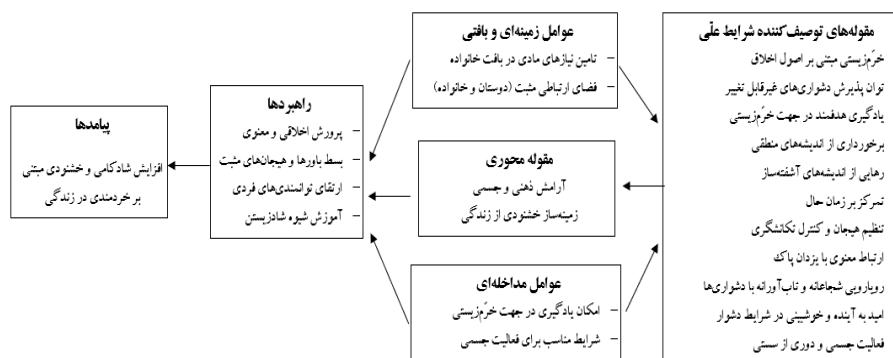 مقوله‌های توصیف‌کننده شرایط علّی
خرّم‌زیستی مبتنی بر اصول اخلاق
توان پذیرش دشواری‌های غیرقابل تغییر
یادگیری هدفمند در جهت خرّم‌زیستی
برخورداری از اندیشه‌های منطقی
رهایی از اندیشه‌های آشفته‌ساز
تمرکز بر زمان حال
تنظیم هیجان و کنترل تکانشگری
ارتباط معنوی با یزدان پاک
رویارویی شجاعانه و تاب‌آورانه با دشواری‌ها
امید به آینده و خوشبینی در شرایط دشوار
فعالیت جسمی و دوری از سستی
عوامل زمینه‌ای و بافتی
– تامین نیازهای مادی در بافت خانواده
– فضای ارتباطی مثبت (دوستان و خانواده)
مقوله محوری
آرامش ذهنی و جسمی
زمینه‌ساز خشنودی از زندگی
عوامل مداخله‌ای
– امکان یادگیری در جهت خرّم‌زیستی
– شرایط مناسب برای فعالیت جسمی
راهبردها
– پرورش اخلاقی و معنوی
– بسط باورها و هیجان‌های مثبت
– ارتقای توانمندی‌های فردی
– آموزش شیوه شادزیستن
پیامدها
افزایش شادکامی و خشنودی مبتنی
بر خردمندی در زندگی